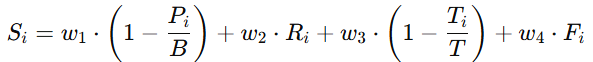 S_i = w_1 · (1 − P_i/B) + w_2 · R_i + w_3 · (1 − T_i/T) + w_4 · F_i